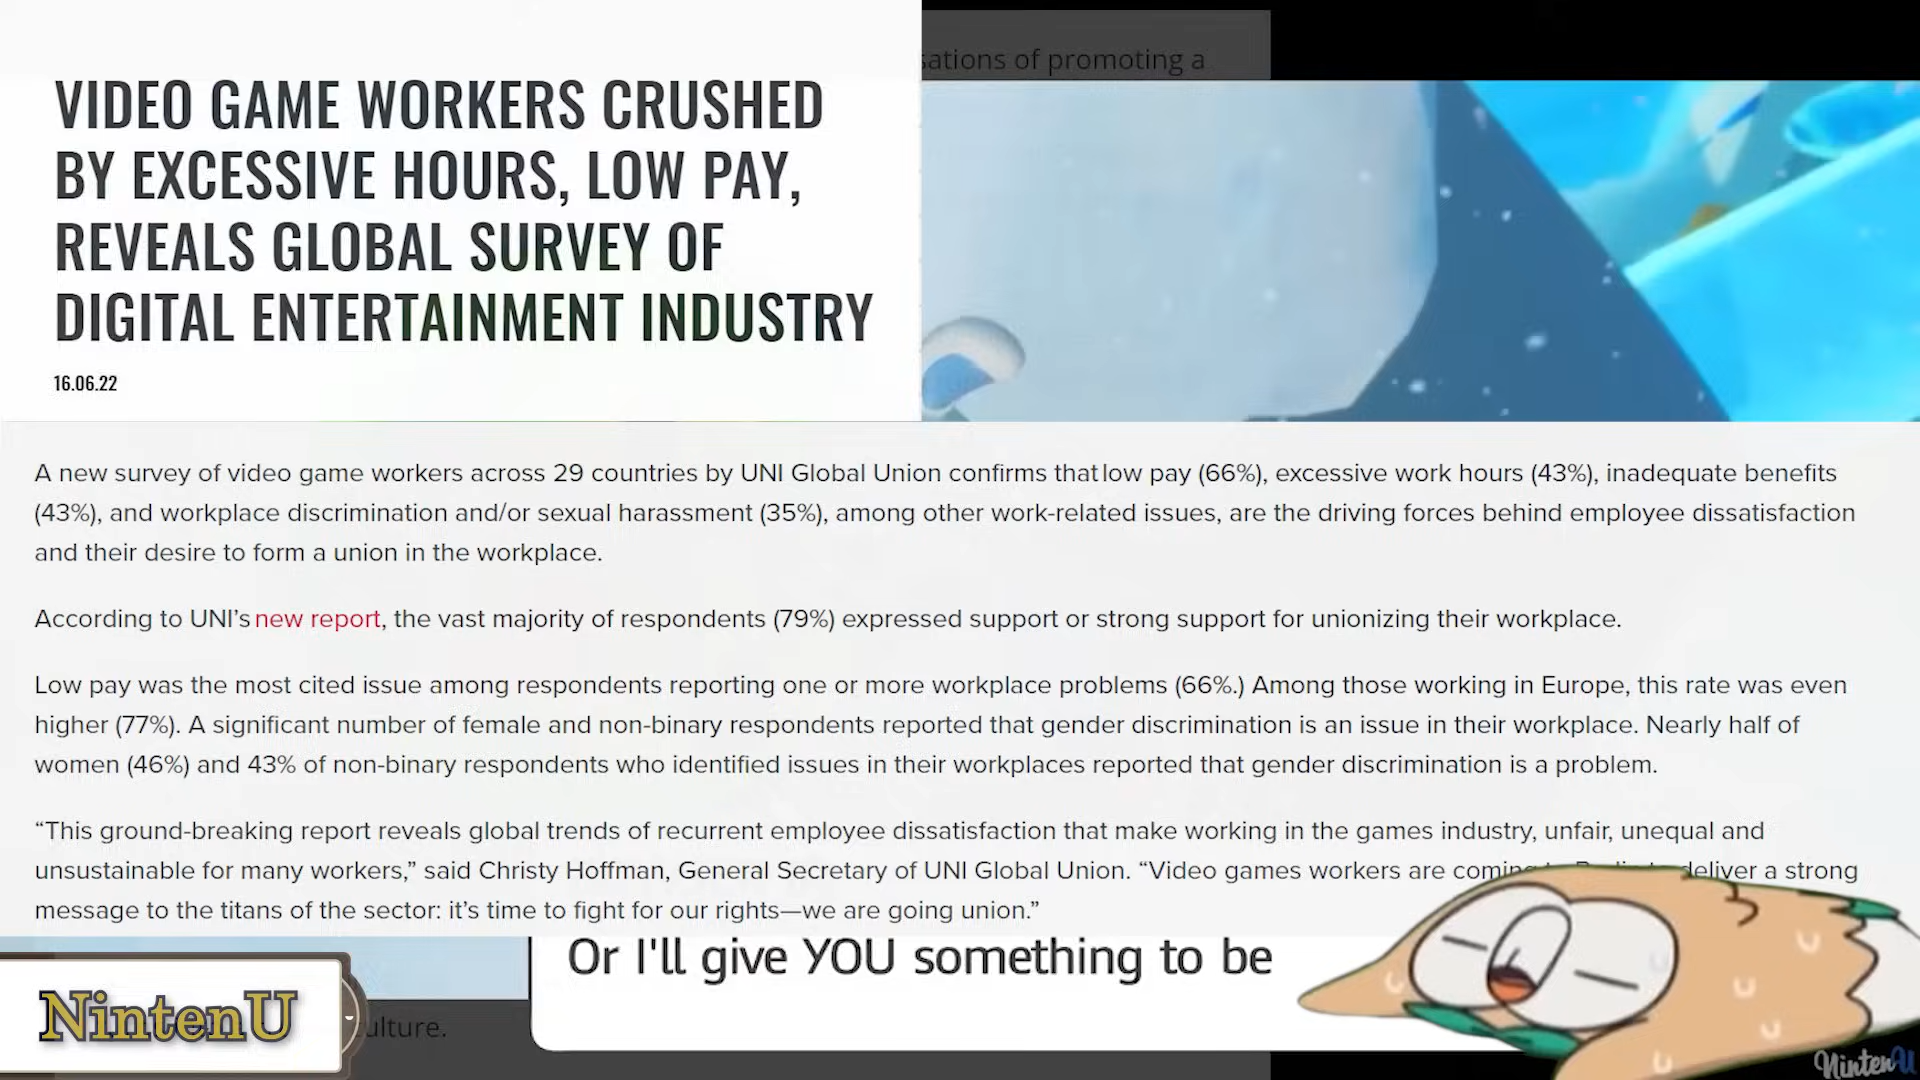 sations of promoting a
VIDEO GAME WORKERS CRUSHED
BY EXCESSIVE HOURS, LOW PAY,
REVEALS GLOBAL SURVEY OF
DIGITAL ENTERTAINMENT INDUSTRY
16.06.22
A new survey of video game workers across 29 countries by UNI Global Union confirms that low pay (66%), excessive work hours (43%), inadequate benefits
(43%), and workplace discrimination and/or sexual harassment (35%), among other work-related issues, are the driving forces behind employee dissatisfaction
and their desire to form a union in the workplace.
According to UNI’s new report, the vast majority of respondents (79%) expressed support or strong support for unionizing their workplace.
Low pay was the most cited issue among respondents reporting one or more workplace problems (66%.) Among those working in Europe, this rate was even
higher (77%). A significant number of female and non-binary respondents reported that gender discrimination is an issue in their workplace. Nearly half of
women (46%) and 43% of non-binary respondents who identified issues in their workplaces reported that gender discrimination is a problem.
“This ground-breaking report reveals global trends of recurrent employee dissatisfaction that make working in the games industry, unfair, unequal and
unsustainable for many workers,” said Christy Hoffman, General Secretary of UNI Global Union. “Video games workers are coming deliver a strong
message to the titans of the sector: it’s time to fight for our rights—we are going union.”
Or I'll give YOU something to be
NintenU
culture.
NintenU